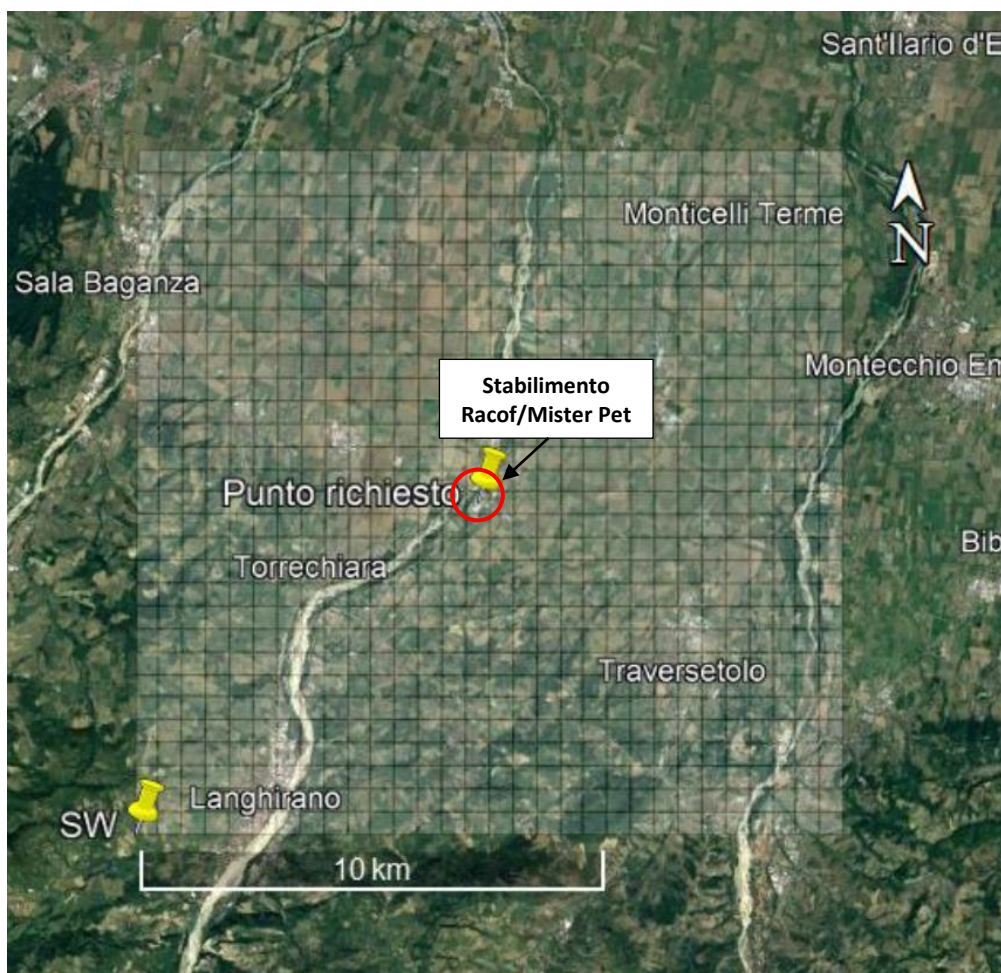 Sant'Ilario d'E
Monticelli Terme
N
Sala Baganza
Montecchio En
Stabilimento
Racof/Mister Pet
Punto richiesto
Bib
Torrechiara
Traversetolo
Langhirano
SW
10 km